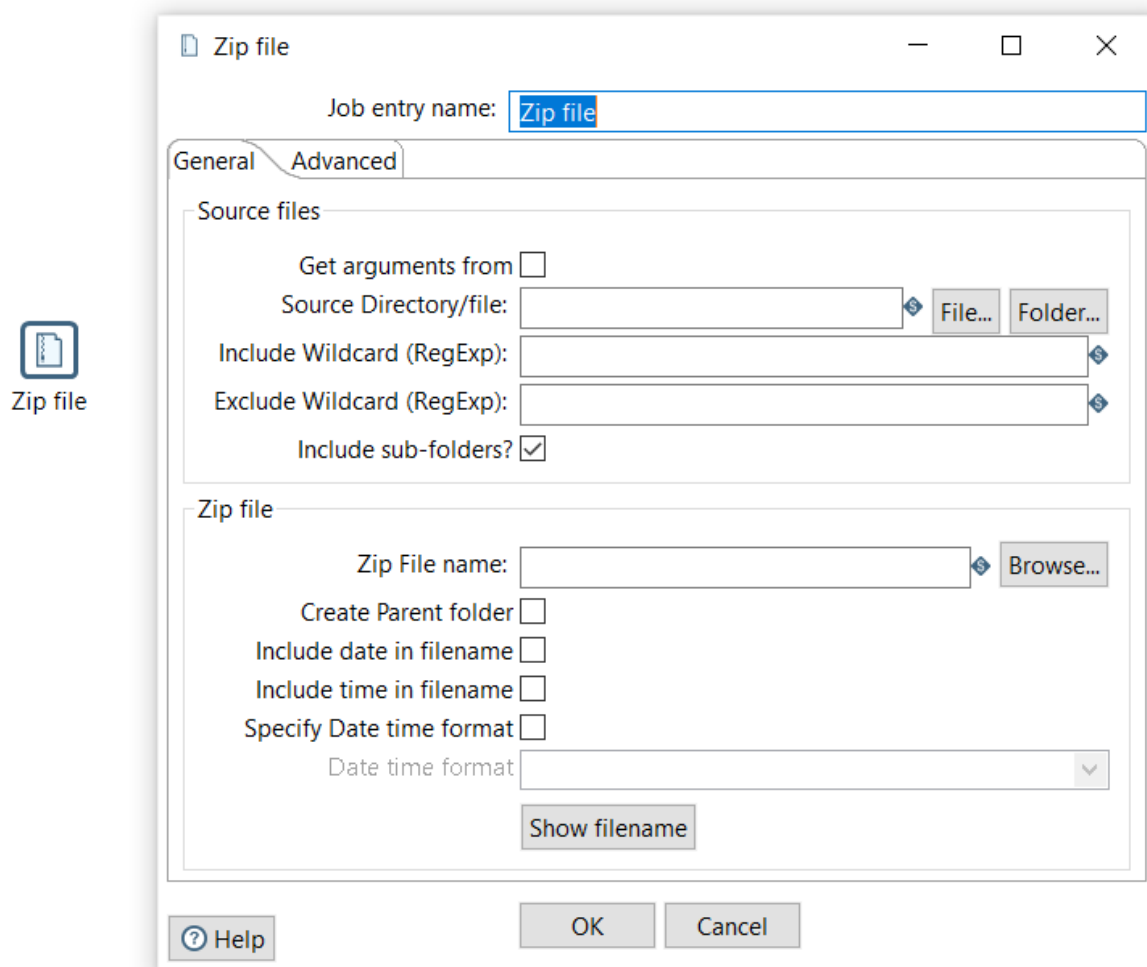 Zip file
Job entry name: Zip file
General Advanced
Source files
Get arguments from
Source Directory/file: File... Folder...
Include Wildcard (RegExp):
Zip file
Exclude Wildcard (RegExp):
Include sub-folders?
Zip file
Zip File name: Browse...
Create Parent folder
Include date in filename
Include time in filename
Specify Date time format
Date time format
Show filename
OK Cancel
Help